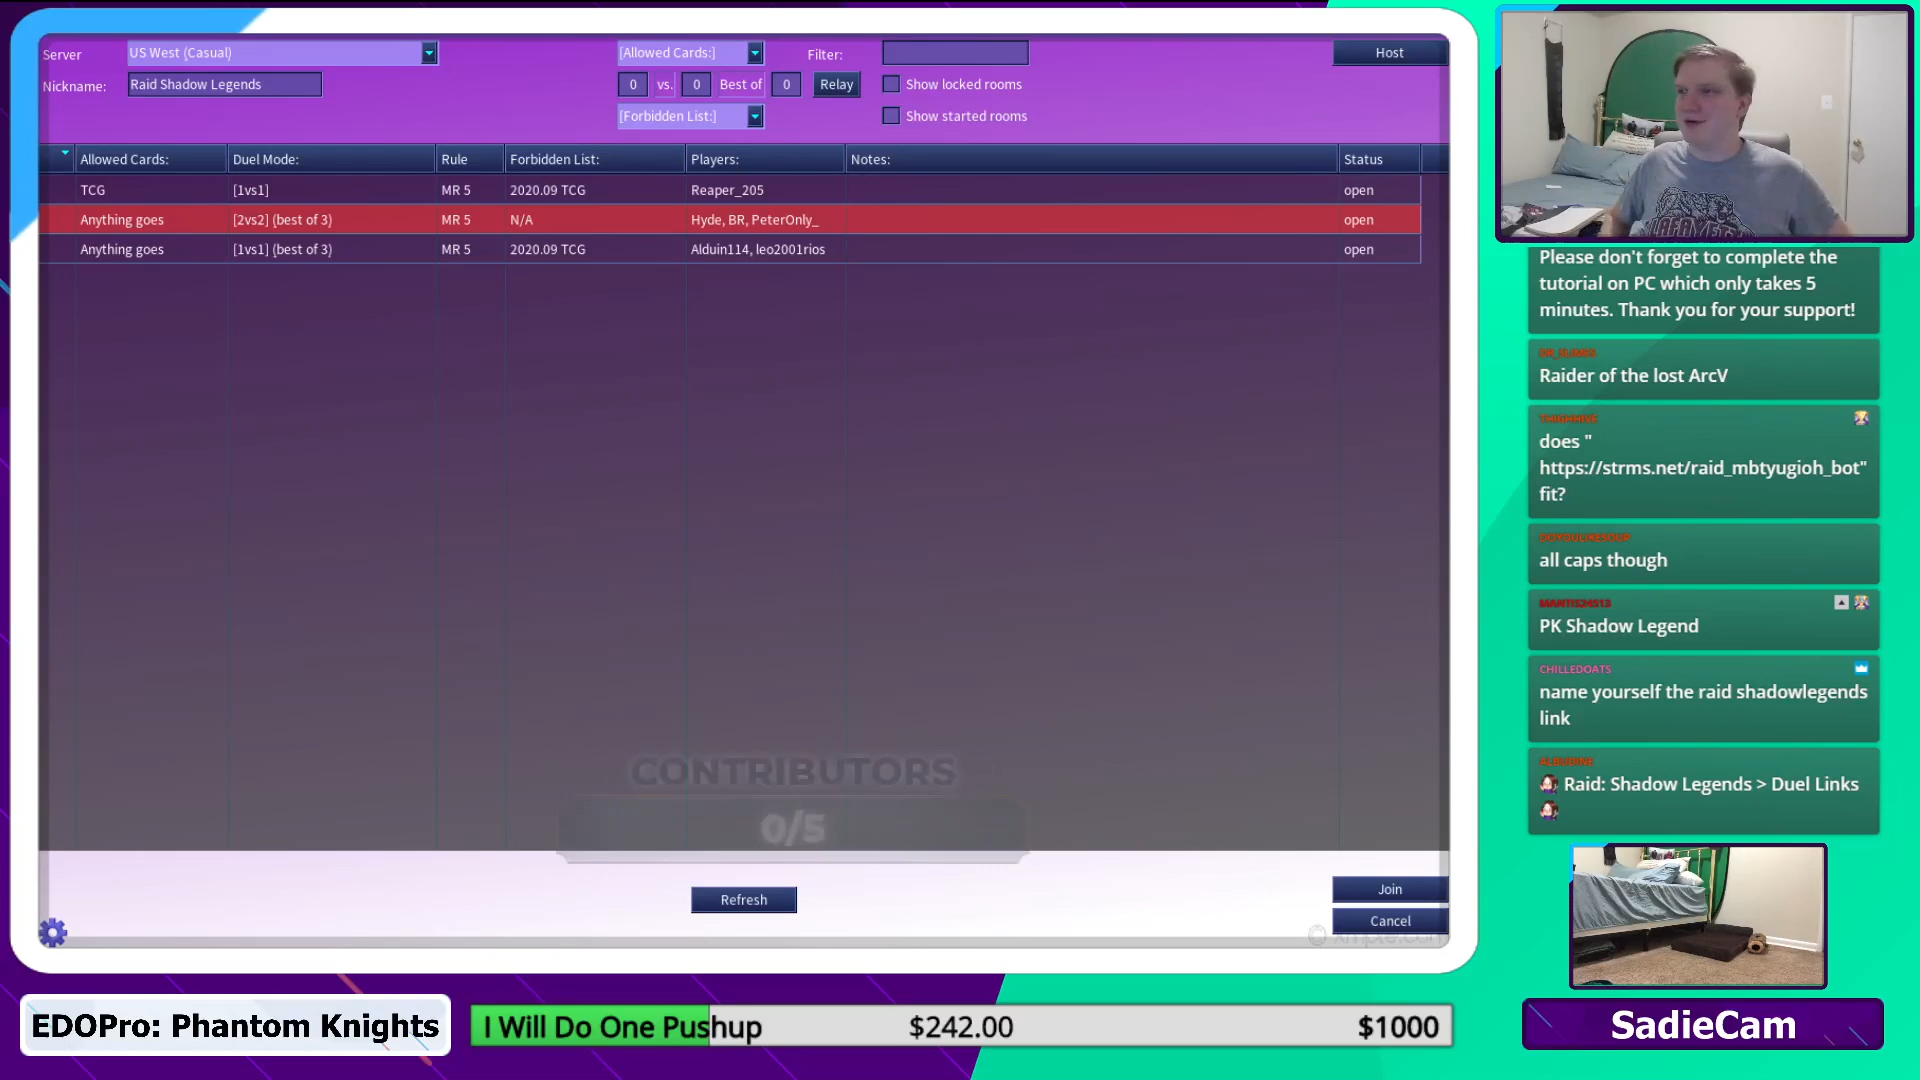 Server
US West (Casual)
[Allowed Cards:]
Filter:
Host
Nickname:
Raid Shadow Legends
0 vs. 0 Best of 0 Relay
Show locked rooms
[Forbidden List:]
Show started rooms
Allowed Cards: Duel Mode: Rule Forbidden List: Players: Notes: Status
TCG [1vs1] MR 5 2020.09 TCG Reaper_205 open
Anything goes [2vs2] (best of 3) MR 5 N/A Hyde, BR, PeterOnly_ open
Anything goes [1vs1] (best of 3) MR 5 2020.09 TCG Alduin114, leo2001rios open
CONTRIBUTORS
0/5
Refresh
Join
Cancel
LAFAYETTE
Please don't forget to complete the
tutorial on PC which only takes 5
minutes. Thank you for your support!
DR_SLIMES
Raider of the lost ArcV
THIGHHIVE
does "
https://strms.net/raid_mbtyugioh_bot"
fit?
DOYOULIKESOUP
all caps though
MANTIS24513
PK Shadow Legend
CHILLEDOATS
name yourself the raid shadowlegends
link
Raid: Shadow Legends > Duel Links
EDOPro: Phantom Knights
I Will Do One Pushup
$242.00
$1000
SadieCam